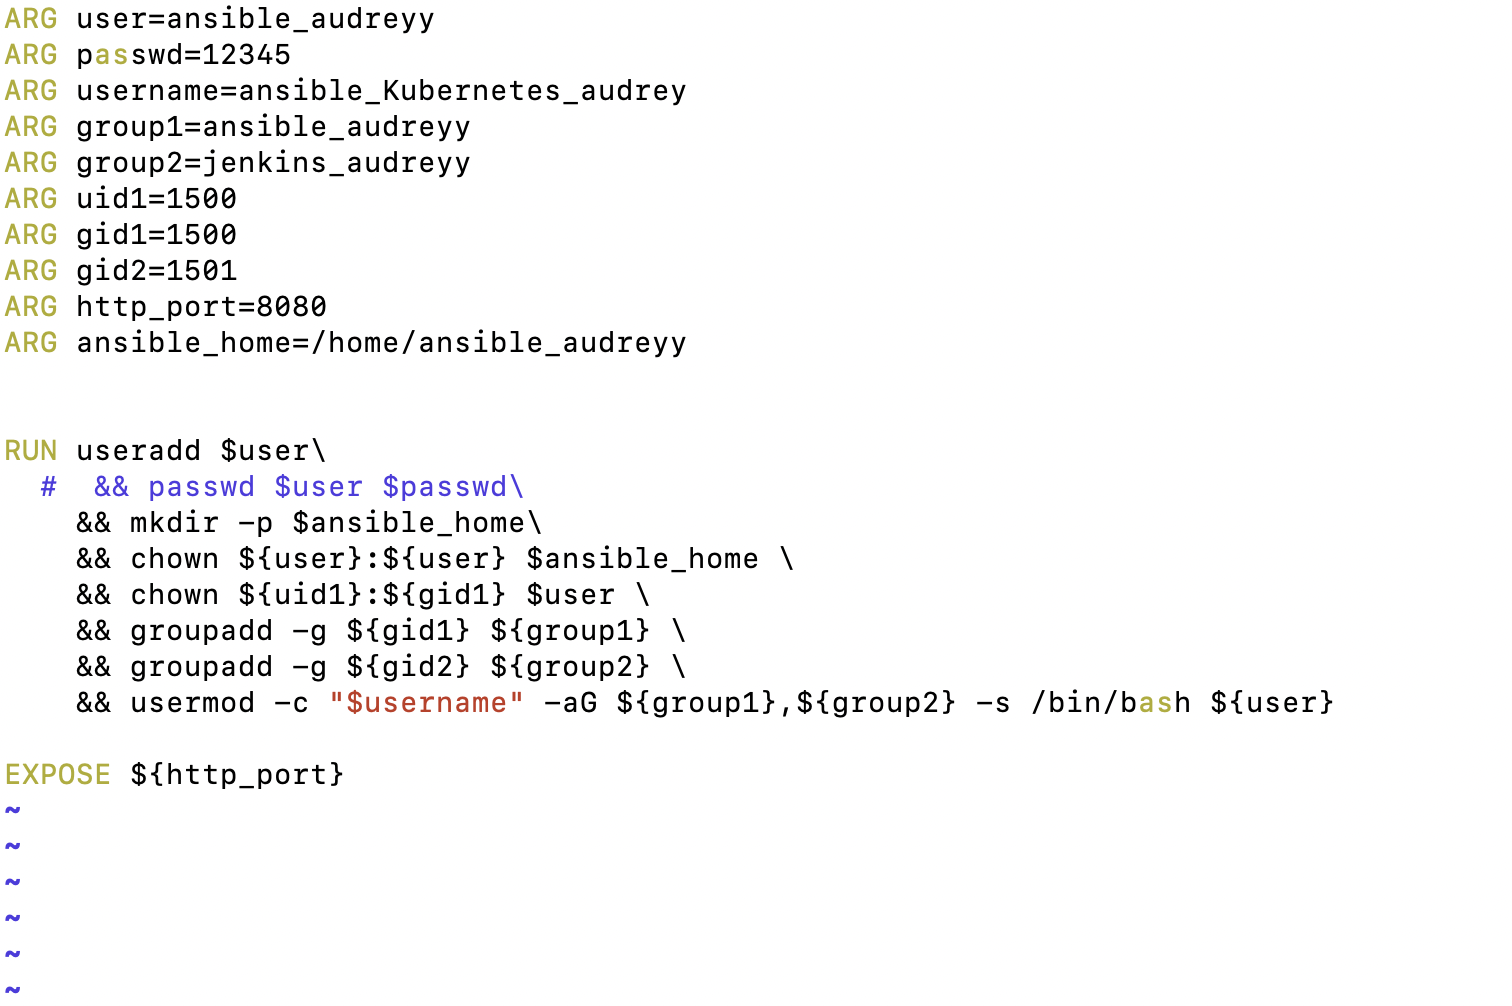 ARG user=ansible_audreyy
ARG passwd=12345
ARG username=ansible_Kubernetes_audrey
ARG group1=ansible_audreyy
ARG group2=jenkins_audreyy
ARG uid1=1500
ARG gid1=1500
ARG gid2=1501
ARG http_port=8080
ARG ansible_home=/home/ansible_audreyy
RUN useradd $user\
  #  && passwd $user $passwd\
    && mkdir -p $ansible_home\
    && chown ${user}:${user} $ansible_home \
    && chown ${uid1}:${gid1} $user \
    && groupadd -g ${gid1} ${group1} \
    && groupadd -g ${gid2} ${group2} \
    && usermod -c "$username" -aG ${group1},${group2} -s /bin/bash ${user}
EXPOSE ${http_port}
~
~
~
~
~
~